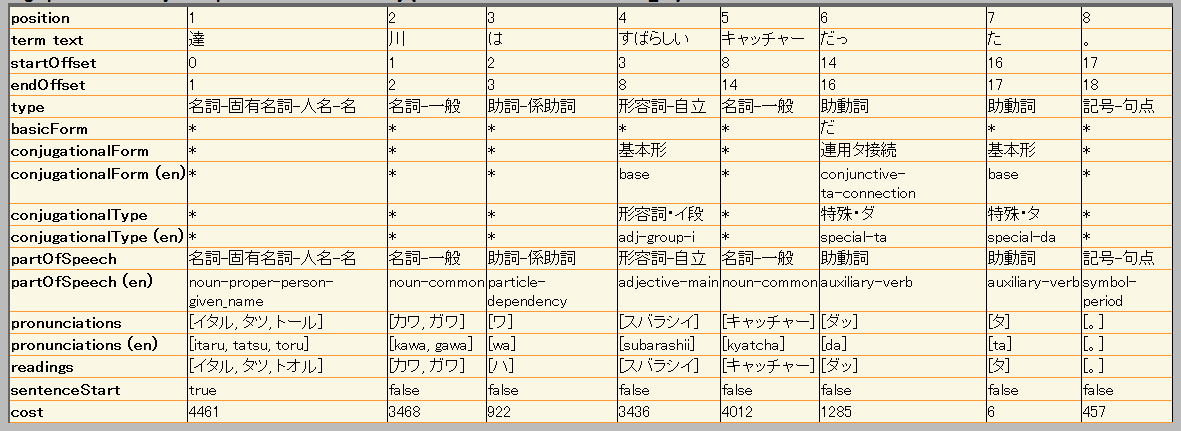 position 1 2 3 4 5 6 7 8
term text 達 川 は すばらしい キャッチャー だっ た 。
startOffset 0 1 2 3 8 14 16 17
endOffset 1 2 3 8 14 16 17 18
type 名詞-固有名詞-人名-名 名詞-一般 助詞-係助詞 形容詞-自立 名詞-一般 助動詞 助動詞 記号-句点
basicForm * * * * * だ * *
conjugationalForm * * * 基本形 * 連用タ接続 基本形 *
conjugationalForm (en) * * * base * conjunctive-
ta-connection base *
conjugationalType * * * 形容詞・イ段 * 特殊・ダ 特殊・タ *
conjugationalType (en) * * * adj-group-i * special-ta special-da *
partOfSpeech 名詞-固有名詞-人名-名 名詞-一般 助詞-係助詞 形容詞-自立 名詞-一般 助動詞 助動詞 記号-句点
partOfSpeech (en) noun-proper-person- noun-common particle- adjective-main noun-common auxiliary-verb auxiliary-verb symbol-
given_name dependency period
pronunciations [イタル, タツ, トール] [カワ, ガワ] [ワ] [スバラシイ] [キャッチャー] [ダッ] [タ] [。]
pronunciations (en) [itaru, tatsu, toru] [kawa, gawa] [wa] [subarashii] [kyatcha] [da] [ta] [。]
readings [イタル, タツ, トオル] [カワ, ガワ] [ハ] [スバラシイ] [キャッチャー] [ダッ] [タ] [。]
sentenceStart true false false false false false false false
cost 4461 3468 922 3436 4012 1285 6 457